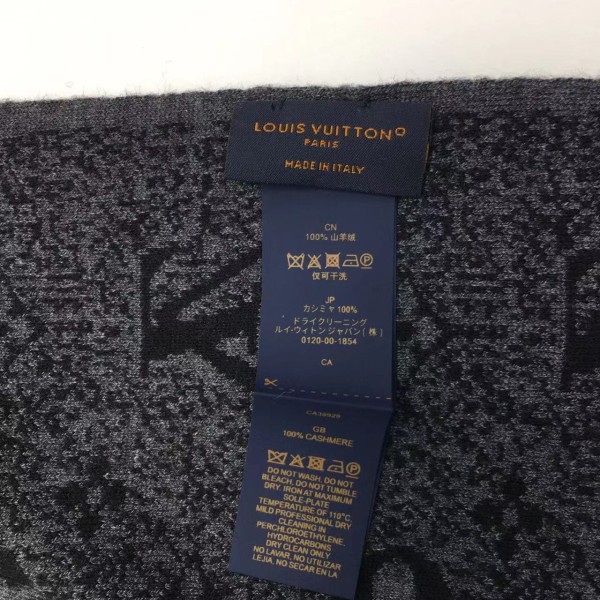 LOUIS VUITTON
PARIS
MADE IN ITALY
CN
100% 山羊绒
仅可干洗
JP
カシミヤ 100%
ドライクリーニング
ルイ・ヴィトンジャパン(株)
0120-00-1854
CA
GB
100% CASHMERE
DO NOT WASH. DO NOT
BLEACH. DO NOT TUMBLE
DRY. IRON AT MAXIMUM
SOLE-PLATE
TEMPERATURE OF 110°C.
MILD PROFESSIONAL DRY
CLEANING IN
PERCHLOROETHYLENE.
HYDROCARBONS
DRY CLEAN ONLY
NO LAVAR, NO UTILIZAR
LEJIA, NO SECAR EN LA